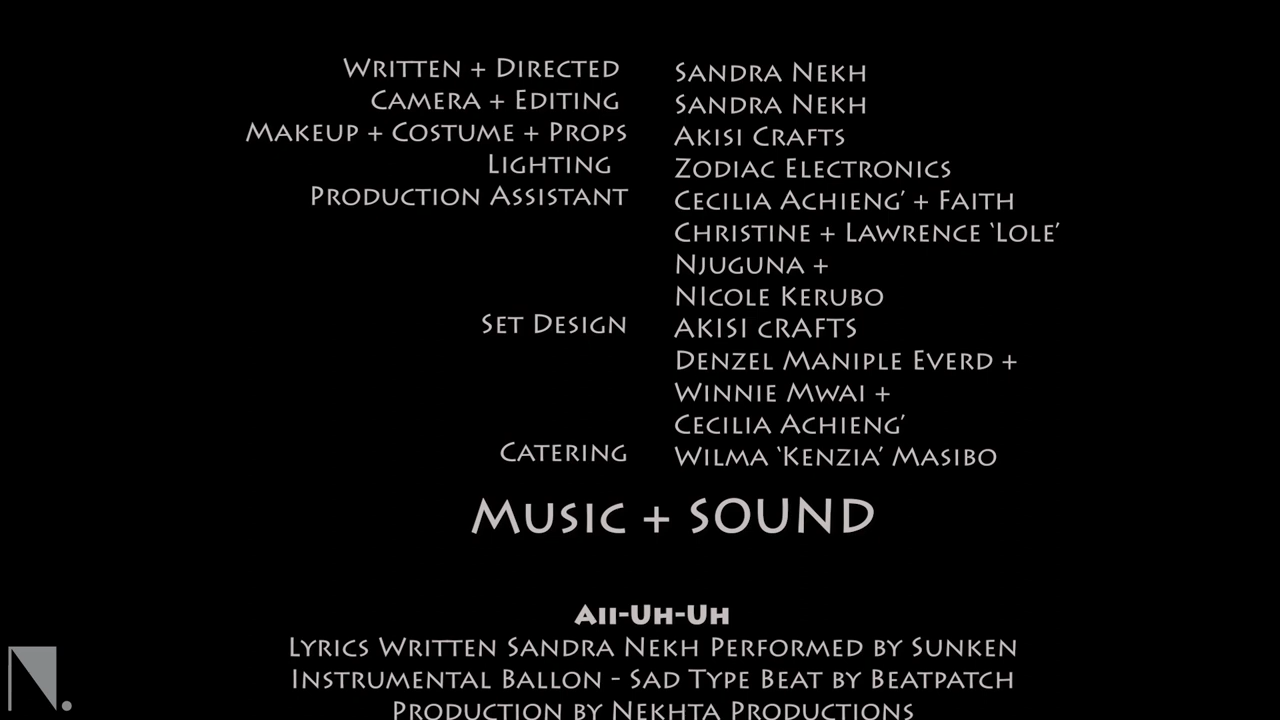 Written + Directed Sandra Nekh
Camera + Editing Sandra Nekh
Makeup + Costume + Props Akisi Crafts
Lighting Zodiac Electronics
Production Assistant Cecilia Achieng’ + Faith
Christine + Lawrence ‘Lole’
Njuguna +
NIcole Kerubo
Set Design AKISI cRAFTS
Denzel Maniple Everd +
Winnie Mwai +
Cecilia Achieng’
Catering Wilma ‘Kenzia’ Masibo
Music + SOUND
Aii-Uh-Uh
Lyrics Written Sandra Nekh Performed by Sunken
Instrumental Ballon - Sad Type Beat by Beatpatch
Production by Nekhta Productions
N.